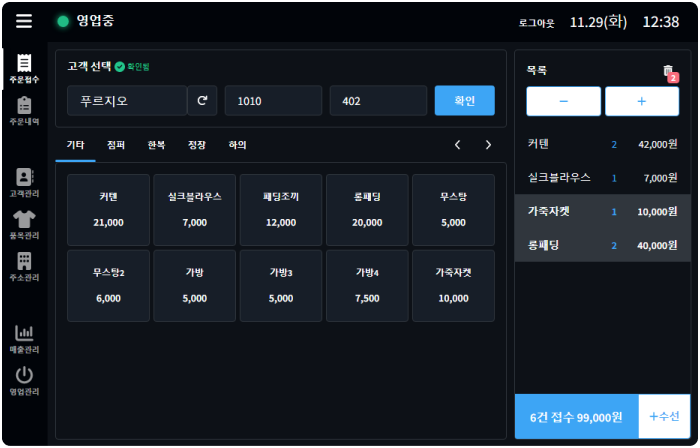 영업중
로그아웃 11.29(화) 12:38
주문접수
주문내역
고객관리
품목관리
주소관리
매출관리
영업관리
고객 선택 확인됨
푸르지오 1010 402 확인
기타 점퍼 한복 정장 하의
커텐 실크블라우스 패딩조끼 롱패딩 무스탕
21,000 7,000 12,000 20,000 5,000
무스탕2 가방 가방3 가방4 가죽자켓
6,000 5,000 5,000 7,500 10,000
목록 2
− +
커텐 2 42,000원
실크블라우스 1 7,000원
가죽자켓 1 10,000원
롱패딩 2 40,000원
6건 접수 99,000원 +수선